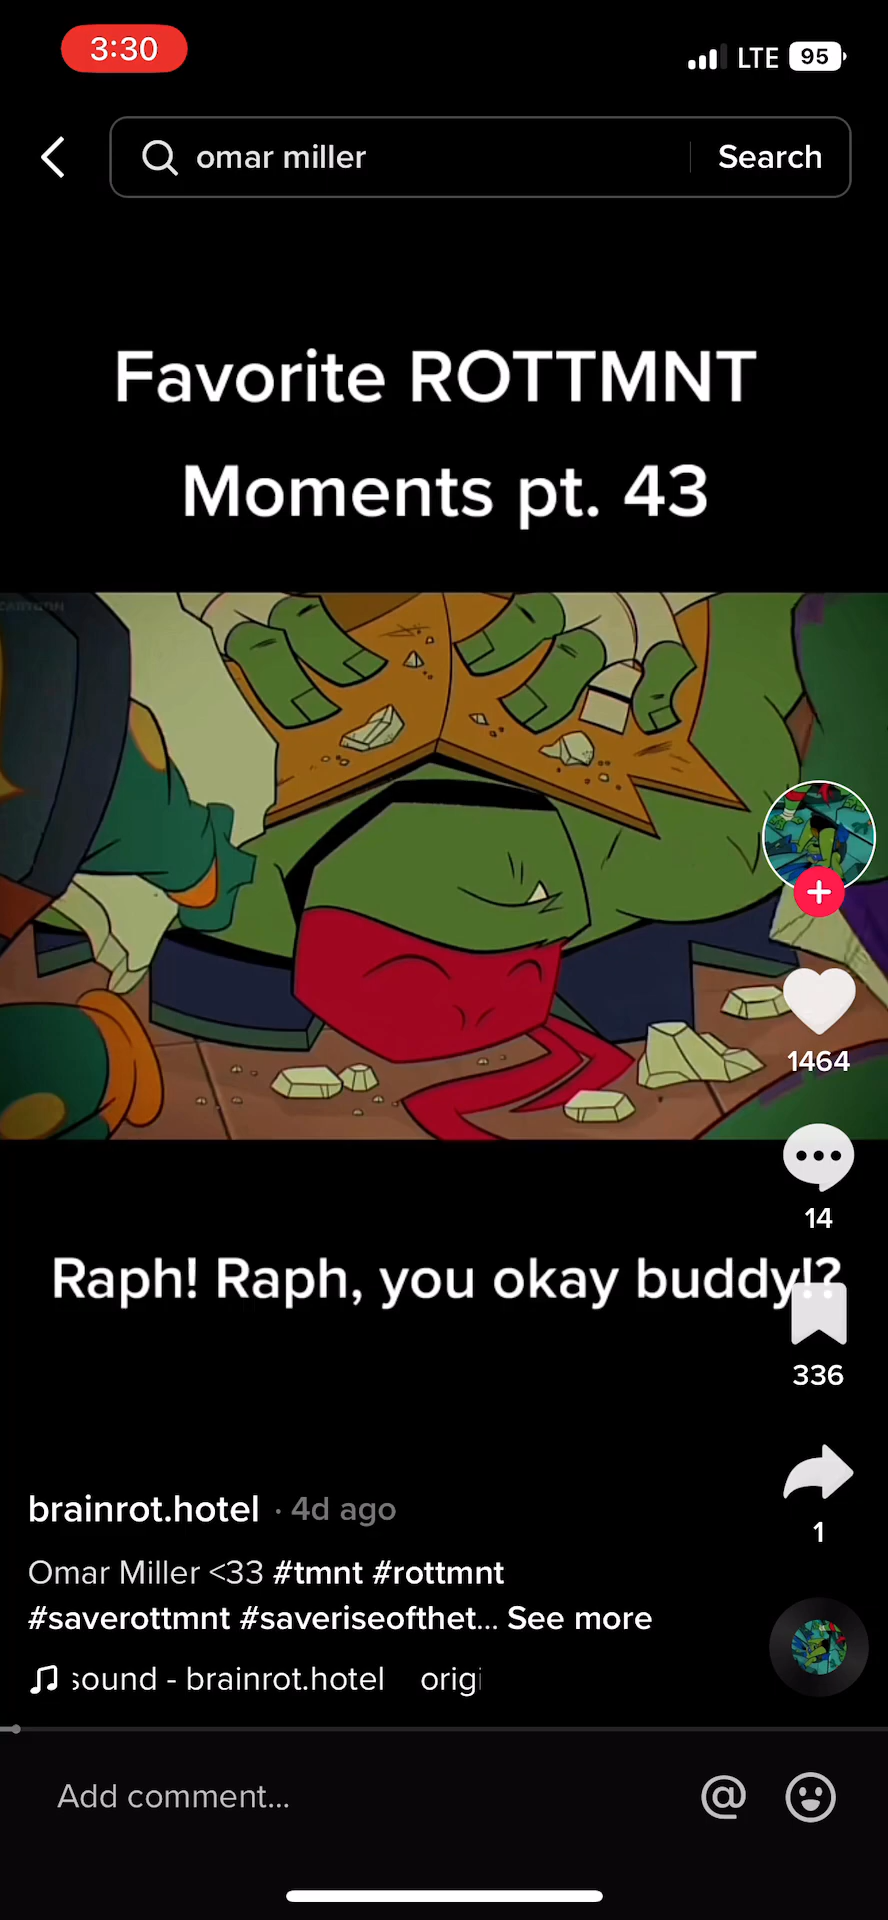 3:30
LTE 95
omar miller
Search
Favorite ROTTMNT
Moments pt. 43
CARTOON
1464
14
Raph! Raph, you okay buddy!?
336
brainrot.hotel · 4d ago
1
Omar Miller <33 #tmnt #rottmnt
#saverottmnt #saveriseofthet... See more
sound - brainrot.hotel origi
Add comment...